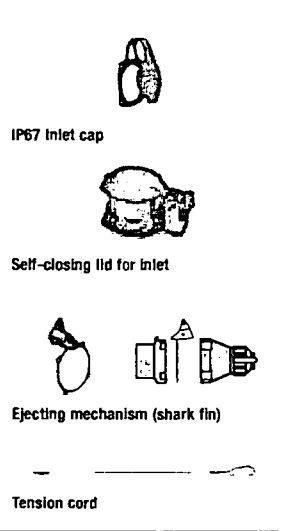 IP67 Inlet cap
Self-closing lid for inlet
Ejecting mechanism (shark fin)
Tension cord